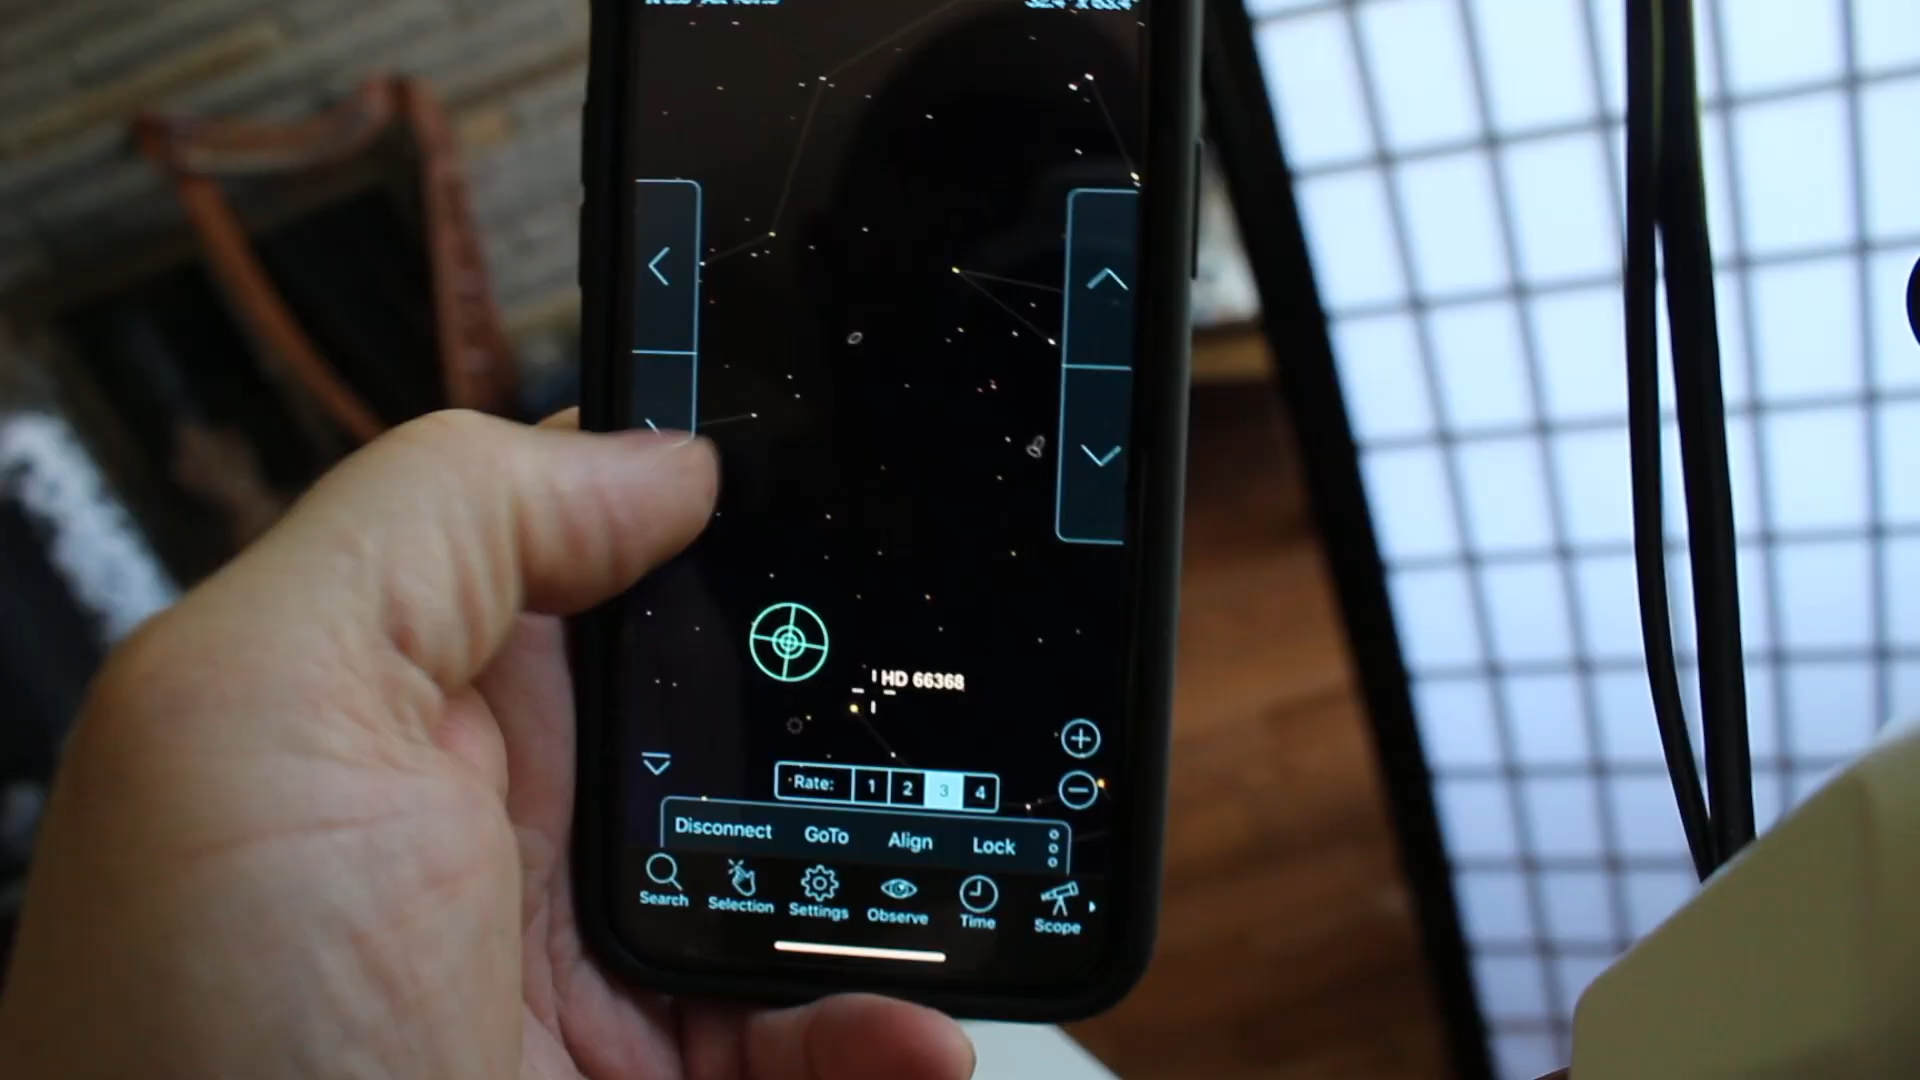 HD 66368
Rate: 1 2 3 4
Disconnect GoTo Align Lock
Search Selection Settings Observe Time Scope